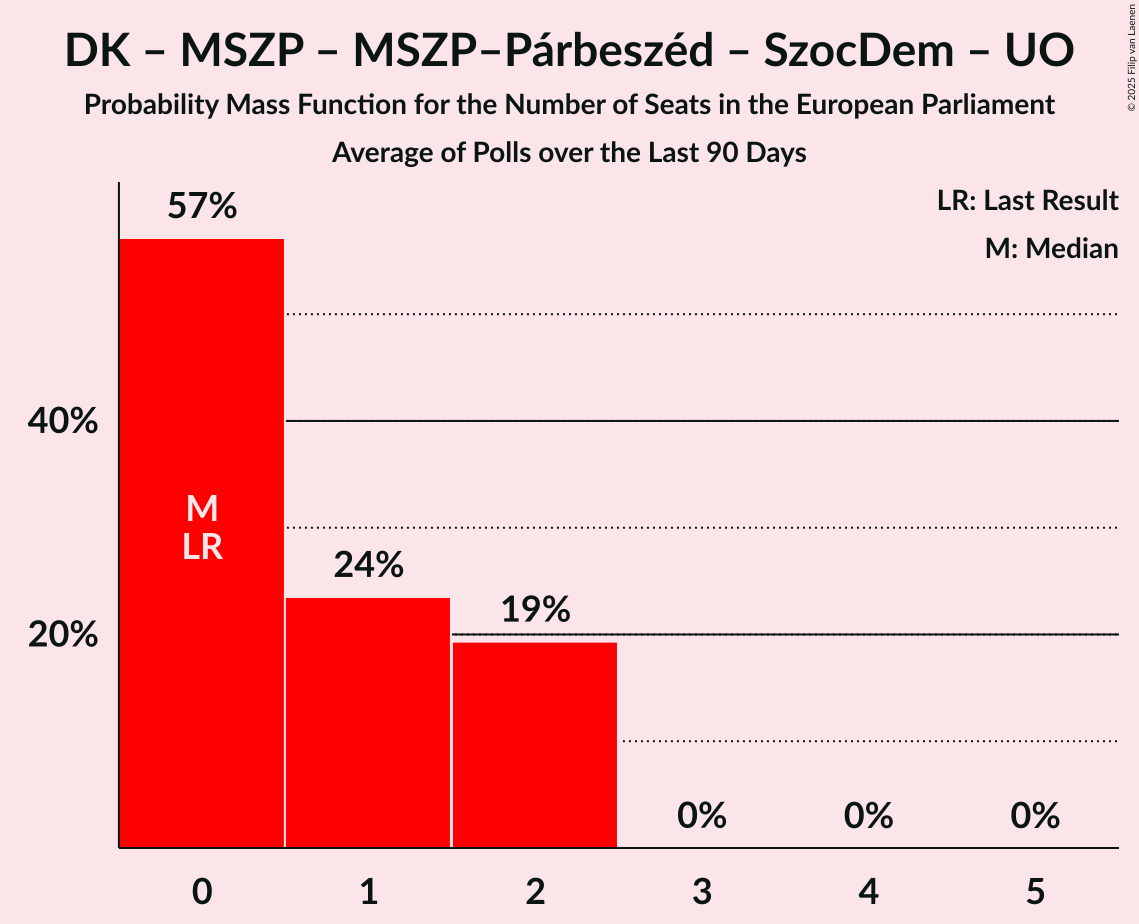 DK – MSZP – MSZP–Párbeszéd – SzocDem – UO
Probability Mass Function for the Number of Seats in the European Parliament
Average of Polls over the Last 90 Days
© 2025 Filip van Laenen
LR: Last Result
M: Median
57%
40%
M
LR
24%
19%
20%
0%
0%
0%
0
1
2
3
4
5